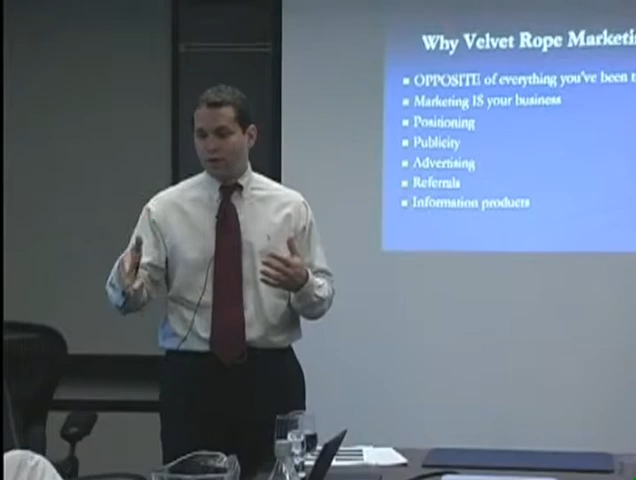 Why Velvet Rope
OPPOSITE of everything you've been
Marketing IS your business
Positioning
Publicity
Advertising
Referrals
Information products